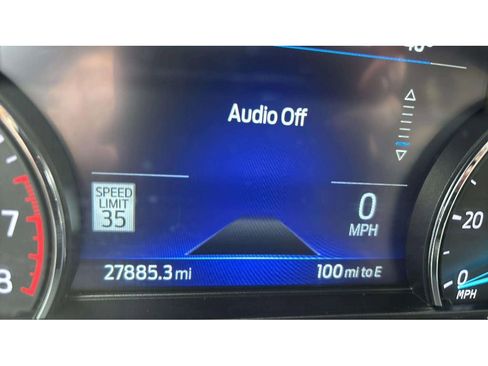 Audio Off
SPEED
LIMIT
35
0
MPH
7
8
20
0
MPH
27885.3 mi
100 mi to E